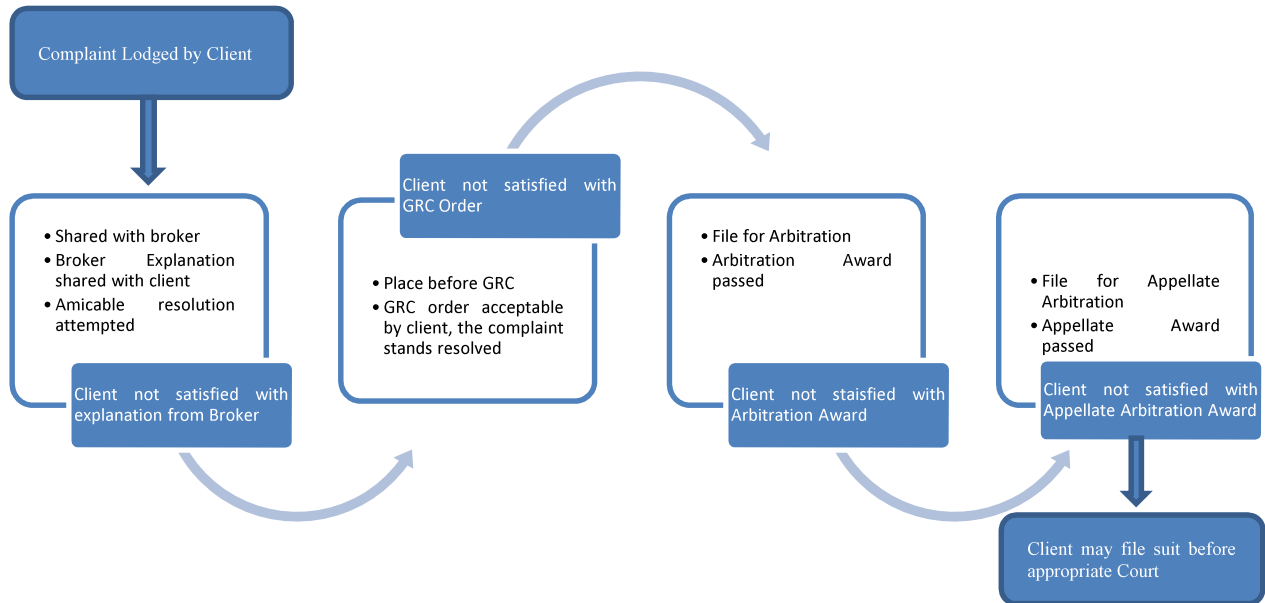 Complaint Lodged by Client
• Shared with broker
• Broker Explanation
shared with client
• Amicable resolution
attempted
Client not satisfied with
explanation from Broker
Client not satisfied with
GRC Order
• Place before GRC
• GRC order acceptable
by client, the complaint
stands resolved
• File for Arbitration
• Arbitration Award
passed
Client not staisfied with
Arbitration Award
• File for Appellate
Arbitration
• Appellate Award
passed
Client not satisfied with
Appellate Arbitration Award
Client may file suit before
appropriate Court